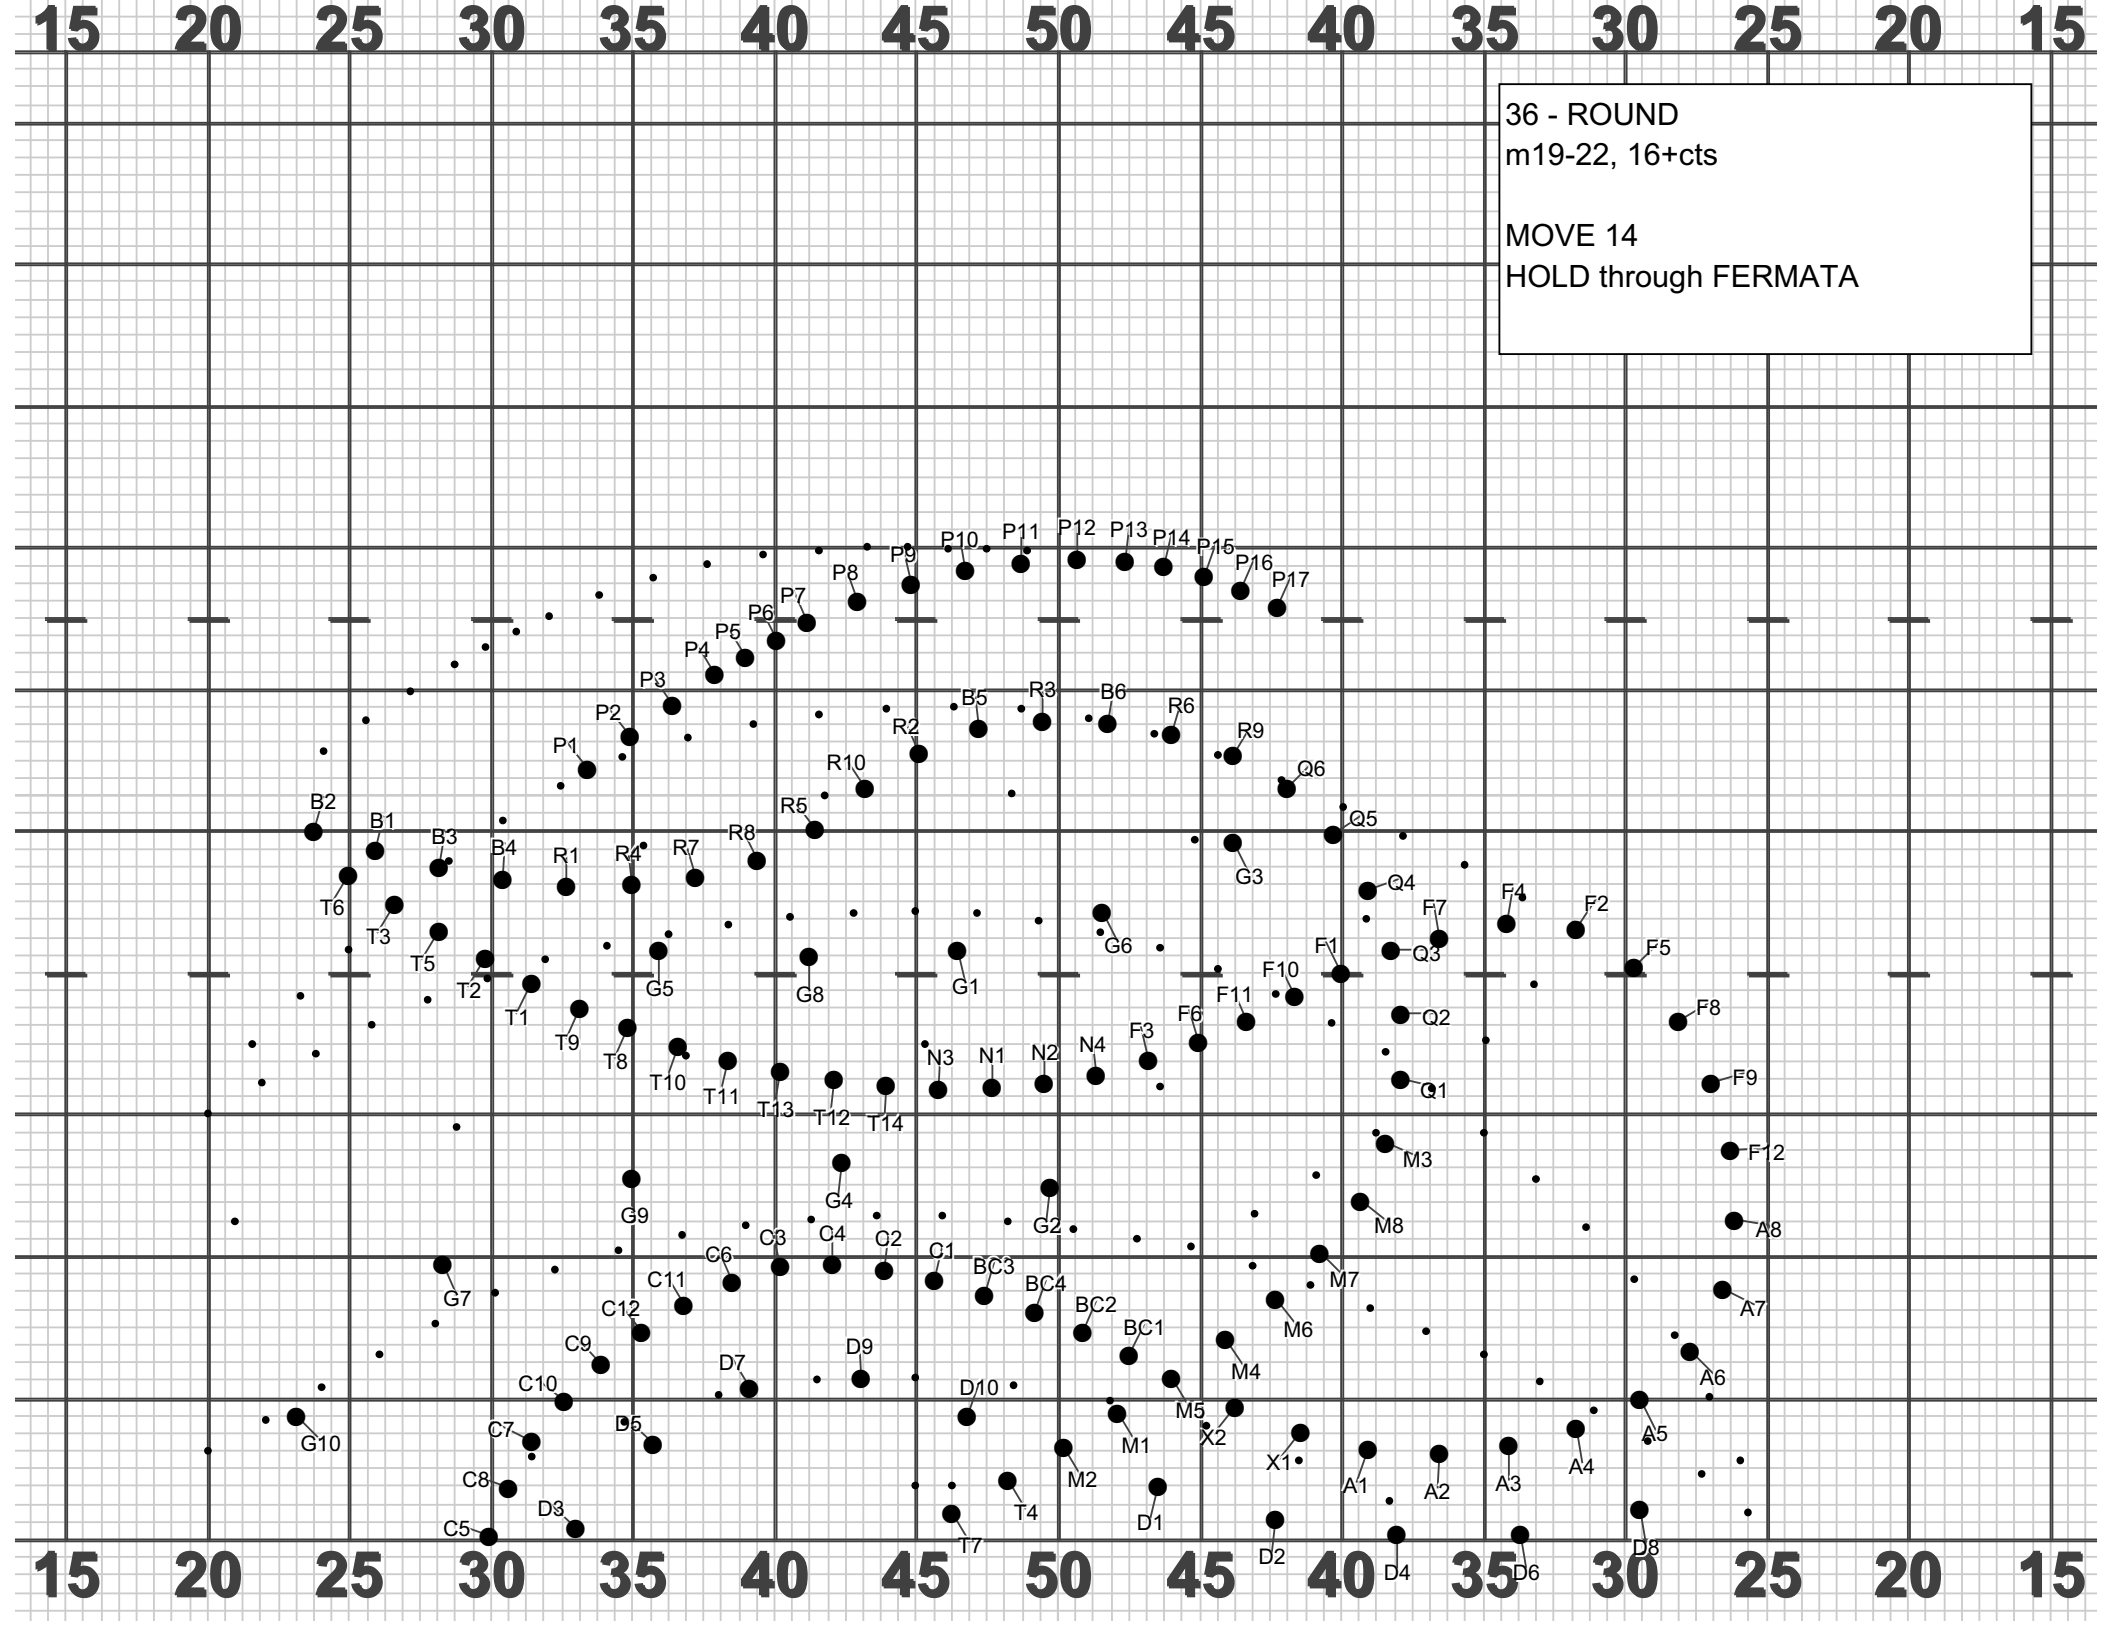 15 20 25 30 35 40 45 50 45 40 35 30 25 20 15
36 - ROUND
m19-22, 16+cts
MOVE 14
HOLD through FERMATA
P9 P10 P11 P12 P13 P14 P15
P8 P16
P7 P17
P6
P5
P4
P3
P2 R2 B5 R3 B6 R6
P1 R9
R10 Q6
B2 R5
B1 Q5
B3 B4 R1 R4 R7 R8
G3 Q4
T6 F7 F4 F2
T3 G6
T5 F1 Q3 F5
T2 G5 G8 G1 F10
T1 F11 F8
T9 F6 Q2
T8 F3
T10 N3 N1 N2 N4
T11 Q1 F9
T13 T12 T14
M3 F12
G4
G9 G2 M8 A8
C3 C4 C2
C6 C1
C11 BC3 M7
G7 BC4
C12 BC2 M6 A7
BC1
C9 D7 D9 M4
C10 D10 M5 A6
C7 D5 X2 A5
G10 M1
C8 M2 X1 A4
A1 A2 A3
D3 T4 D1
C5 T7 D2 D8
D4 D6
15 20 25 30 35 40 45 50 45 40 35 30 25 20 15